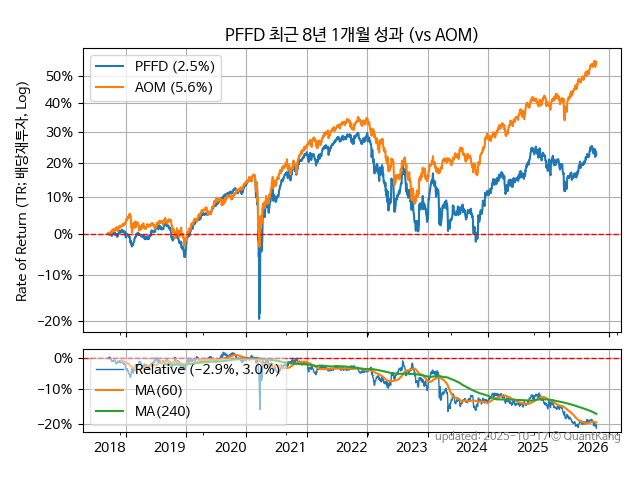 PFFD 최근 8년 1개월 성과 (vs AOM)
Rate of Return (TR: 배당재투자, Log)
50%
40%
30%
20%
10%
0%
−10%
−20%
PFFD (2.5%)
AOM (5.6%)
0%
−10%
−20%
Relative (−2.9%, 3.0%)
MA(60)
MA(240)
2018 2019 2020 2021 2022 2023 2024 2025 2026
updated: 2025-10-17 © QuantKang